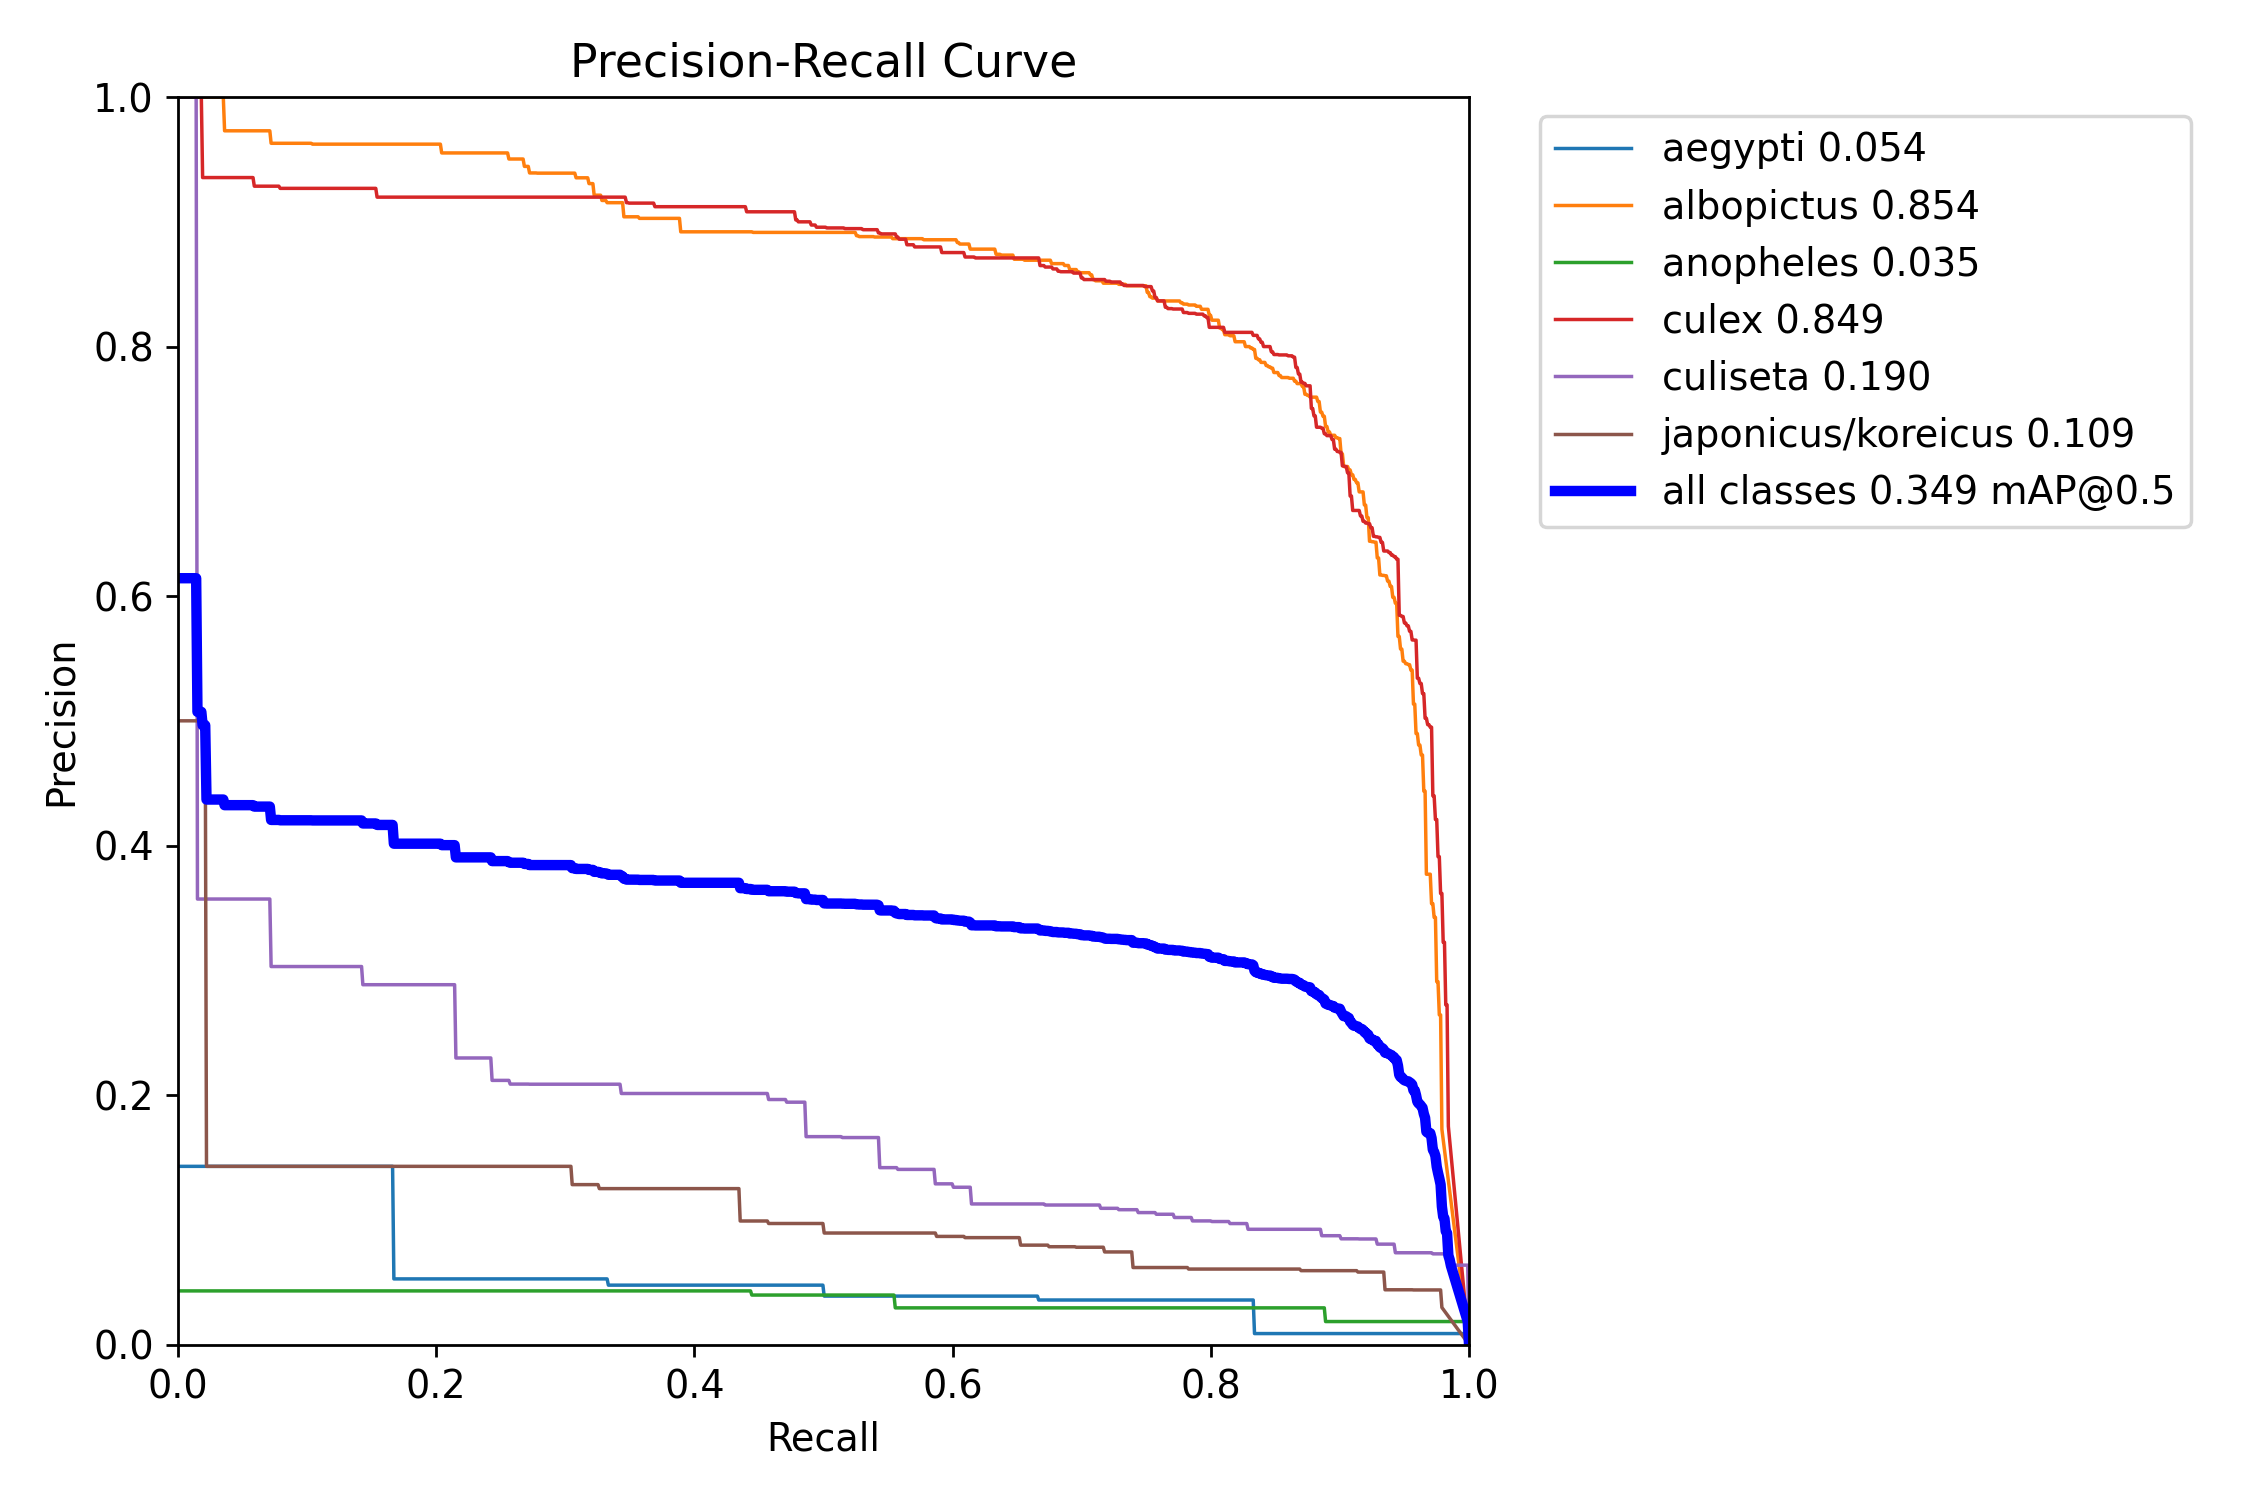 Precision-Recall Curve
1.0
0.8
0.6
0.4
0.2
0.0
Precision
0.0 0.2 0.4 0.6 0.8 1.0
Recall
aegypti 0.054
albopictus 0.854
anopheles 0.035
culex 0.849
culiseta 0.190
japonicus/koreicus 0.109
all classes 0.349 mAP@0.5